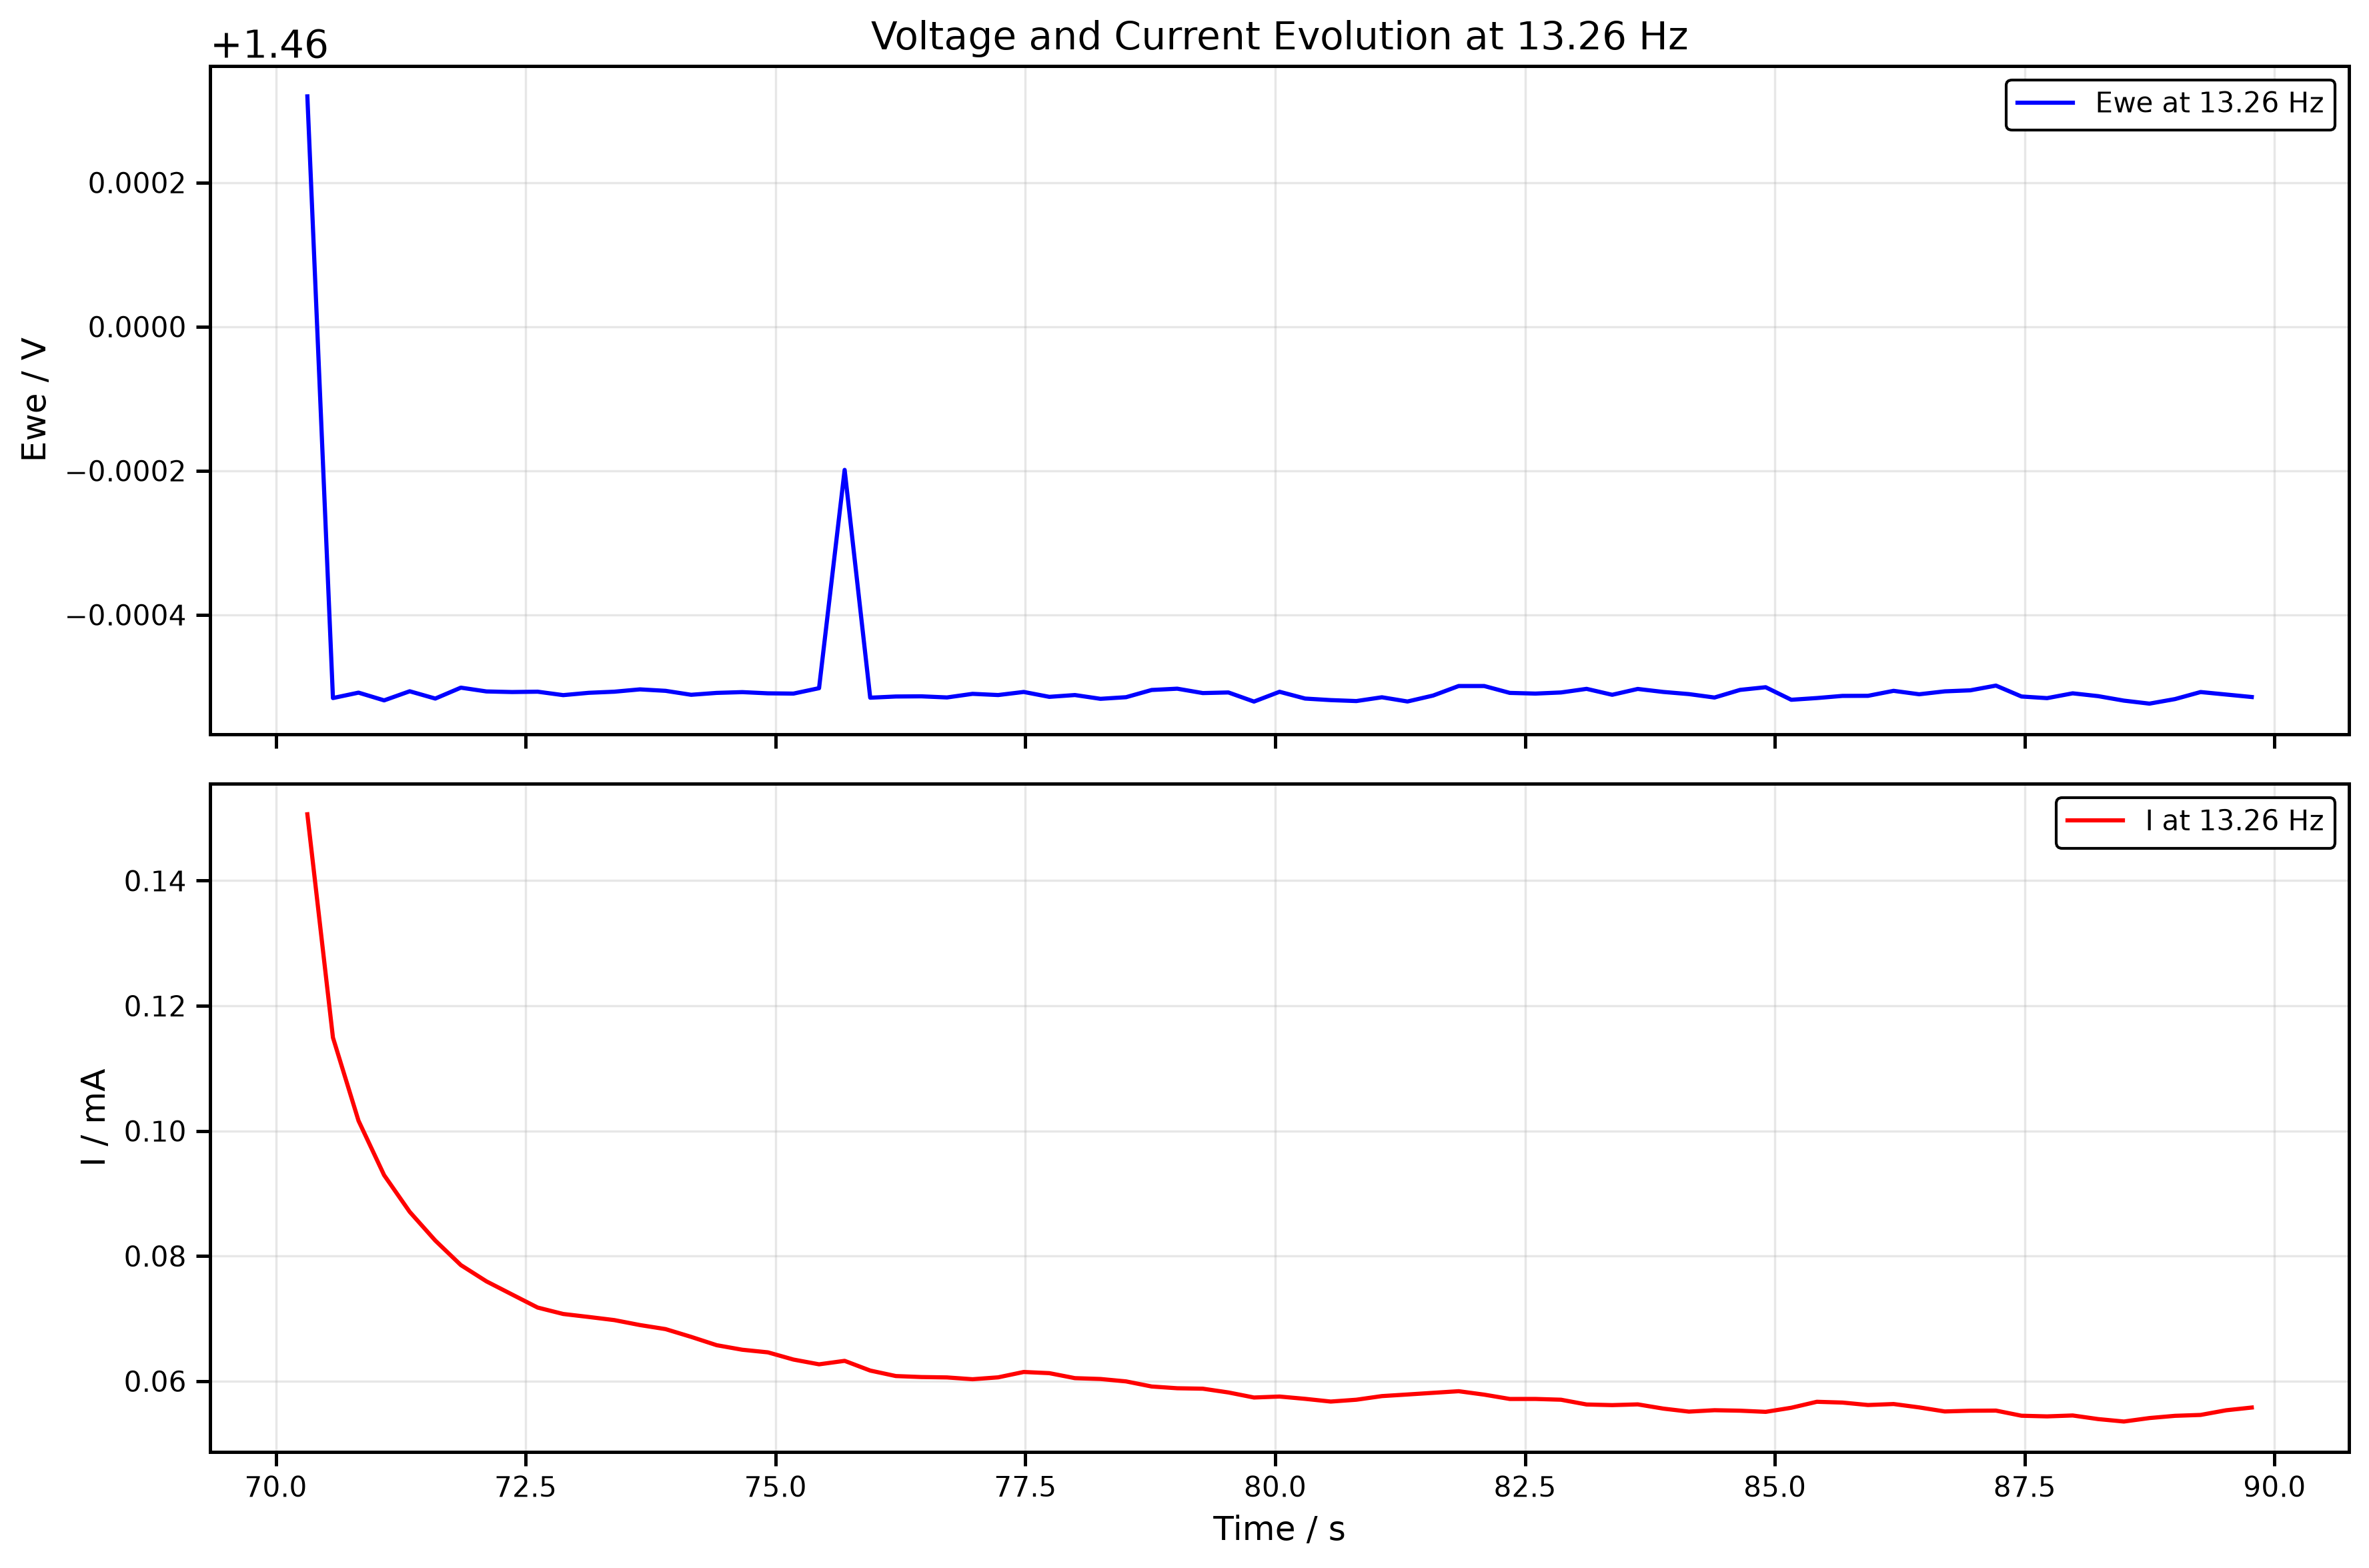 Voltage and Current Evolution at 13.26 Hz
+1.46
Ewe at 13.26 Hz
0.0002
0.0000
−0.0002
−0.0004
Ewe / V
I at 13.26 Hz
0.14
0.12
0.10
0.08
0.06
I / mA
70.0 72.5 75.0 77.5 80.0 82.5 85.0 87.5 90.0
Time / s